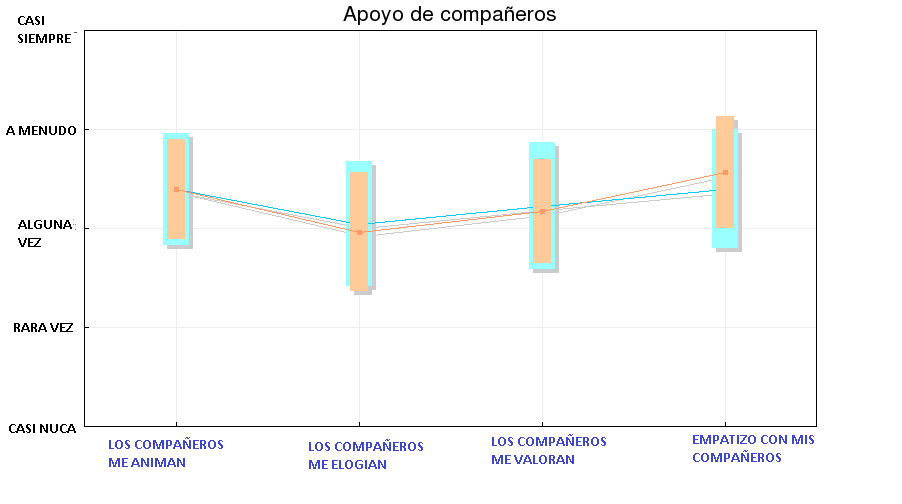 Apoyo de compañeros
CASI
SIEMPRE
A MENUDO
ALGUNA
VEZ
RARA VEZ
CASI NUCA
LOS COMPAÑEROS
ME ANIMAN
LOS COMPAÑEROS
ME ELOGIAN
LOS COMPAÑEROS
ME VALORAN
EMPATIZO CON MIS
COMPAÑEROS